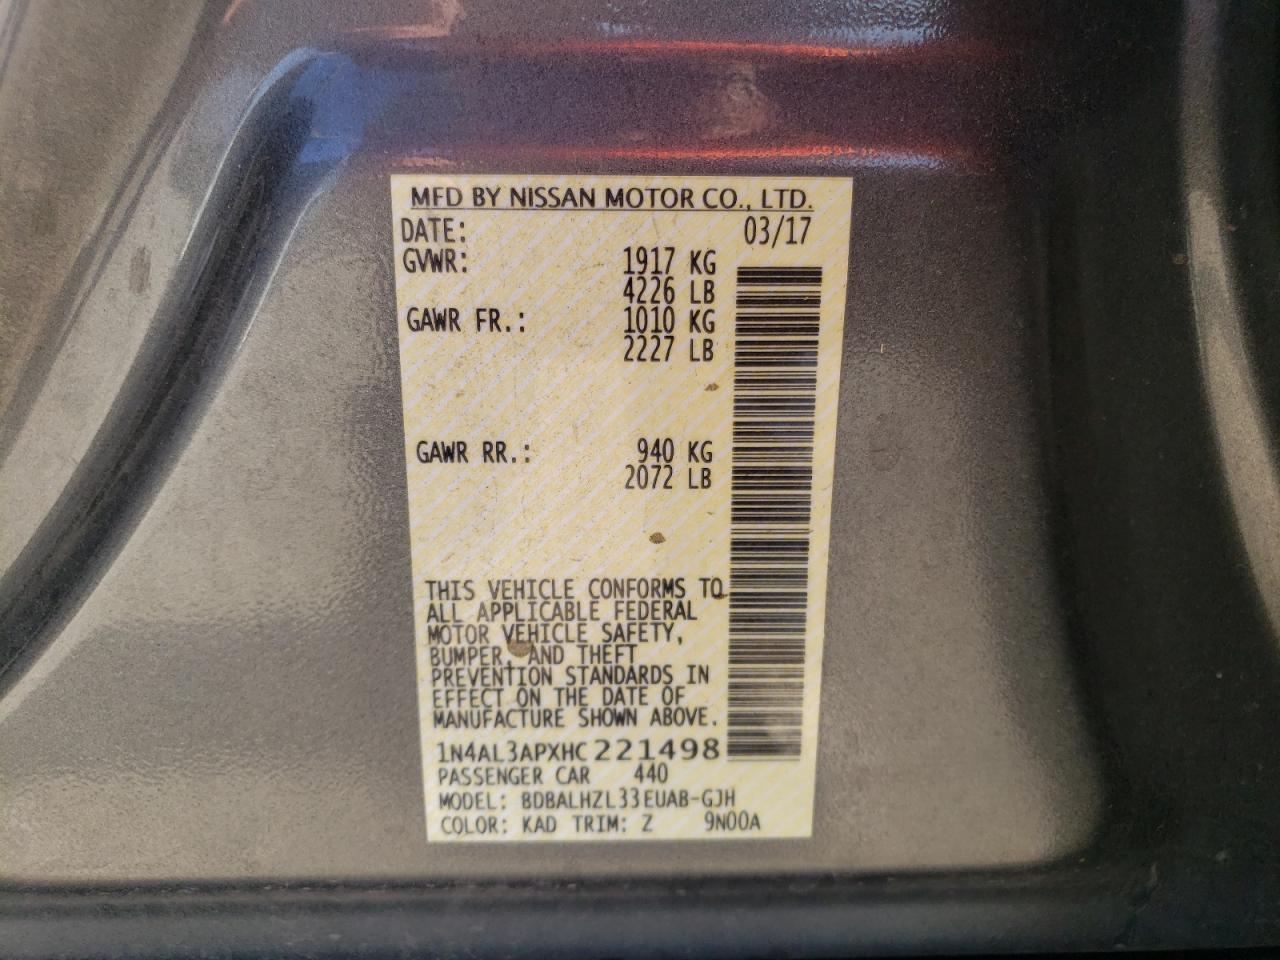 MFD BY NISSAN MOTOR CO., LTD.
DATE: 03/17
GVWR: 1917 KG
4226 LB
GAWR FR.: 1010 KG
2227 LB
GAWR RR.: 940 KG
2072 LB
THIS VEHICLE CONFORMS TO
ALL APPLICABLE FEDERAL
MOTOR VEHICLE SAFETY,
BUMPER, AND THEFT
PREVENTION STANDARDS IN
EFFECT ON THE DATE OF
MANUFACTURE SHOWN ABOVE.
1N4AL3APXHC221498
PASSENGER CAR 440
MODEL: BDBALHZL33EUAB-GJH
COLOR: KAD TRIM: Z 9N00A